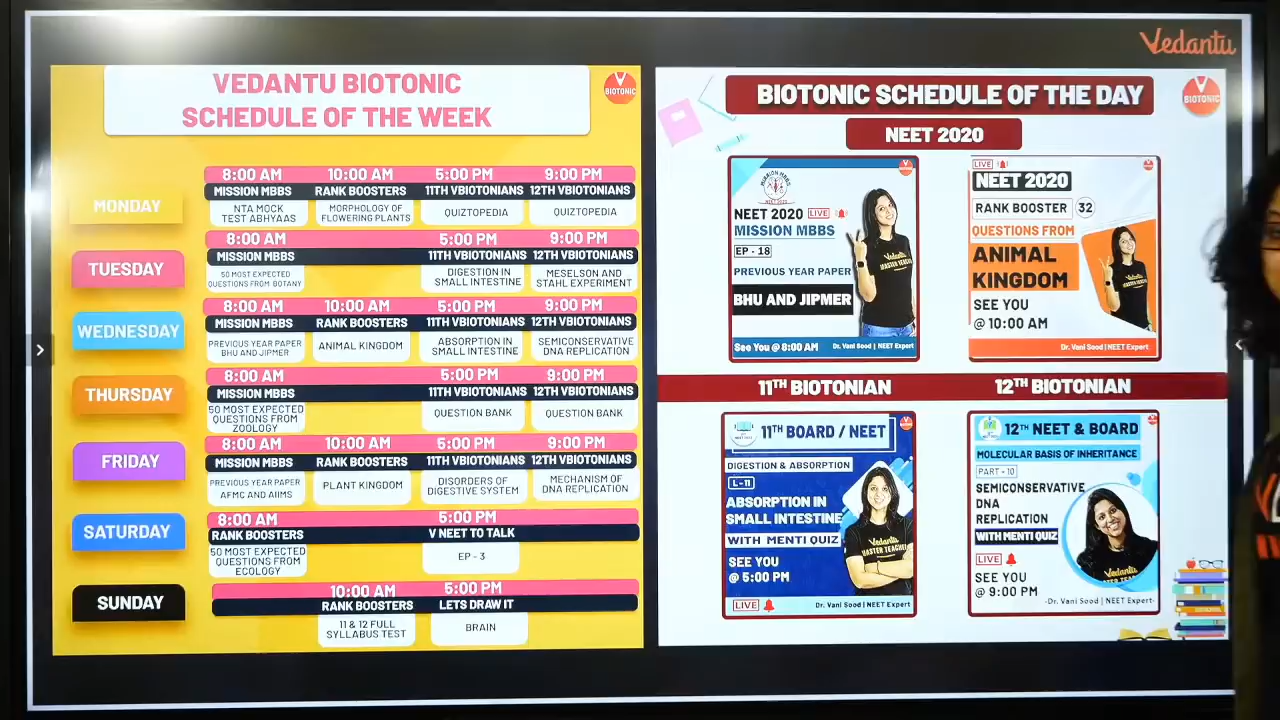 Vedantu
VEDANTU BIOTONIC
SCHEDULE OF THE WEEK
V
BIOTONIC
MONDAY
8:00 AM 10:00 AM 5:00 PM 9:00 PM
MISSION MBBS RANK BOOSTERS 11TH VBIOTONIANS 12TH VBIOTONIANS
NTA MOCK
TEST ABHYAAS
MORPHOLOGY OF
FLOWERING PLANTS
QUIZTOPEDIA
QUIZTOPEDIA
TUESDAY
8:00 AM 5:00 PM 9:00 PM
MISSION MBBS 11TH VBIOTONIANS 12TH VBIOTONIANS
50 MOST EXPECTED
QUESTIONS FROM BOTANY
DIGESTION IN
SMALL INTESTINE
MESELSON AND
STAHL EXPERIMENT
WEDNESDAY
8:00 AM 10:00 AM 5:00 PM 9:00 PM
MISSION MBBS RANK BOOSTERS 11TH VBIOTONIANS 12TH VBIOTONIANS
PREVIOUS YEAR PAPER
BHU AND JIPMER
ANIMAL KINGDOM
ABSORPTION IN
SMALL INTESTINE
SEMICONSERVATIVE
DNA REPLICATION
THURSDAY
8:00 AM 5:00 PM 9:00 PM
MISSION MBBS 11TH VBIOTONIANS 12TH VBIOTONIANS
50 MOST EXPECTED
QUESTIONS FROM
ZOOLOGY
QUESTION BANK
QUESTION BANK
FRIDAY
8:00 AM 10:00 AM 5:00 PM 9:00 PM
MISSION MBBS RANK BOOSTERS 11TH VBIOTONIANS 12TH VBIOTONIANS
PREVIOUS YEAR PAPER
AFMC AND AIIMS
PLANT KINGDOM
DISORDERS OF
DIGESTIVE SYSTEM
MECHANISM OF
DNA REPLICATION
SATURDAY
8:00 AM 5:00 PM
RANK BOOSTERS V NEET TO TALK
50 MOST EXPECTED
QUESTIONS FROM
ECOLOGY
EP - 3
SUNDAY
10:00 AM 5:00 PM
RANK BOOSTERS LETS DRAW IT
11 & 12 FULL
SYLLABUS TEST
BRAIN
BIOTONIC SCHEDULE OF THE DAY
V
BIOTONIC
NEET 2020
MISSION MBBS
NEET 2020
NEET 2020 LIVE
MISSION MBBS
EP - 18
PREVIOUS YEAR PAPER
BHU AND JIPMER
Vedantu
MASTER TEACHER
See You @ 8:00 AM Dr. Vani Sood | NEET Expert
LIVE
NEET 2020
RANK BOOSTER 32
QUESTIONS FROM
ANIMAL
KINGDOM
SEE YOU
@ 10:00 AM
Dr. Vani Sood | NEET Expert
11TH BIOTONIAN
12TH BIOTONIAN
11TH BOARD / NEET
DIGESTION & ABSORPTION
L - 11
ABSORPTION IN
SMALL INTESTINE
WITH MENTI QUIZ
SEE YOU
@ 5:00 PM
Vedantu
MASTER TEACHER
LIVE Dr. Vani Sood | NEET Expert
12TH NEET & BOARD
MOLECULAR BASIS OF INHERITANCE
PART - 10
SEMICONSERVATIVE
DNA
REPLICATION
WITH MENTI QUIZ
LIVE
SEE YOU
@ 9:00 PM
Vedantu
-Dr. Vani Sood | NEET Expert-